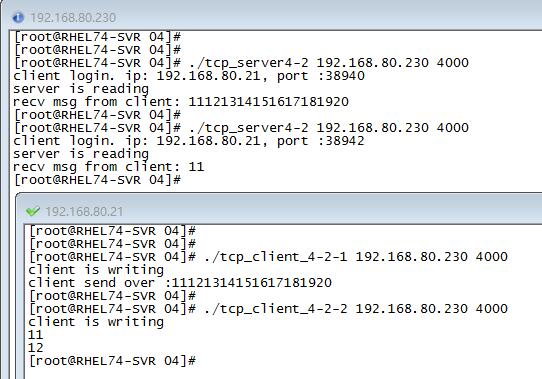 192.168.80.230
[root@RHEL74-SVR 04]#
[root@RHEL74-SVR 04]#
[root@RHEL74-SVR 04]# ./tcp_server4-2 192.168.80.230 4000
client login. ip: 192.168.80.21, port :38940
server is reading
recv msg from client: 11121314151617181920
[root@RHEL74-SVR 04]#
[root@RHEL74-SVR 04]# ./tcp_server4-2 192.168.80.230 4000
client login. ip: 192.168.80.21, port :38942
server is reading
recv msg from client: 11
[root@RHEL74-SVR 04]#
192.168.80.21
[root@RHEL74-SVR 04]#
[root@RHEL74-SVR 04]#
[root@RHEL74-SVR 04]# ./tcp_client_4-2-1 192.168.80.230 4000
client is writing
client send over :11121314151617181920
[root@RHEL74-SVR 04]#
[root@RHEL74-SVR 04]# ./tcp_client_4-2-2 192.168.80.230 4000
client is writing
11
12
[root@RHEL74-SVR 04]#